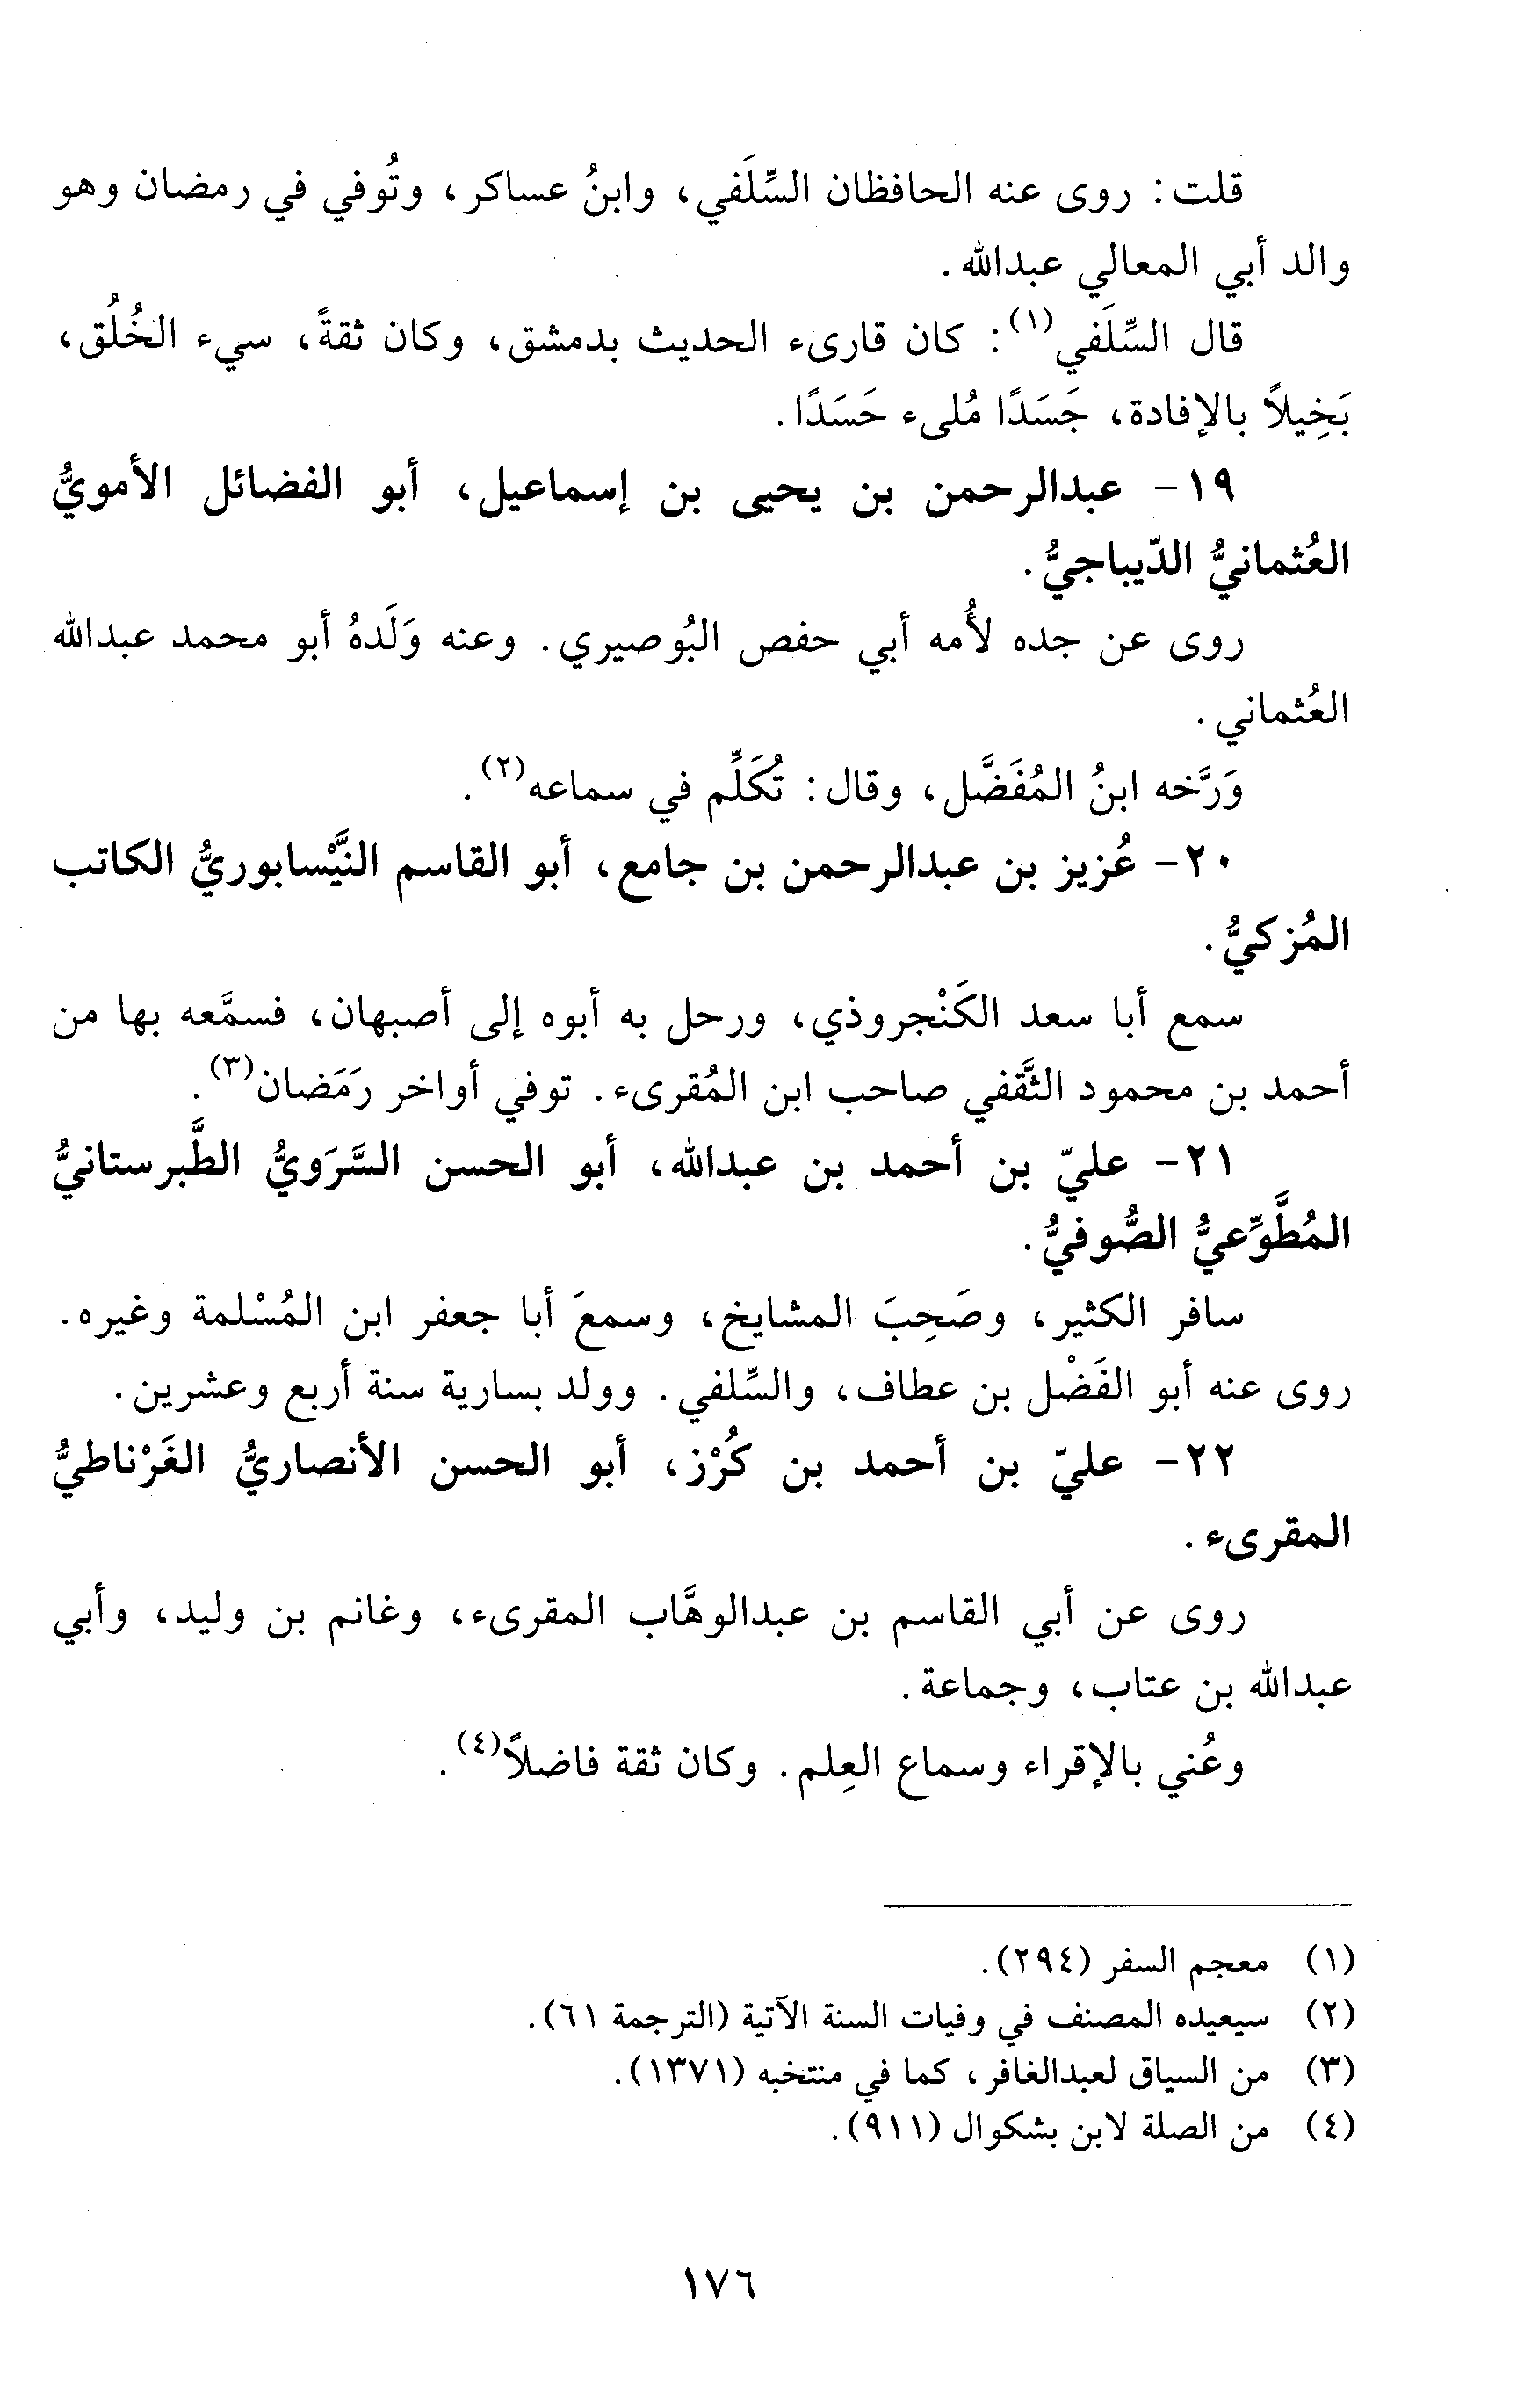 قلت: روى عنه الحافظان السِّلَفي، وابنُ عساكر، وتُوفي في رمضان وهو
والد أبي المعالي عبدالله.
قال السِّلَفي(١): كان قارىء الحديث بدمشق، وكان ثقةً، سيء الخُلُق،
بَخِيلاً بالإفادة، جَسَدًا مُلىء حَسَدًا.
١٩- عبدالرحمن بن يحيى بن إسماعيل، أبو الفضائل الأمويُّ
العُثمانيُّ الدّيباجيُّ.
روى عن جده لأُمه أبي حفص البُوصيري. وعنه وَلَدهُ أبو محمد عبدالله
العُثماني.
وَرَّخه ابنُ المُفَضَّل، وقال: تُكَلِّم في سماعه(٢).
٢٠- عُزيز بن عبدالرحمن بن جامع، أبو القاسم النَّيْسابوريُّ الكاتب
المُزكيُّ.
سمع أبا سعد الكَنْجروذي، ورحل به أبوه إلى أصبهان، فسمَّعه بها من
أحمد بن محمود الثَّقفي صاحب ابن المُقرىء. توفي أواخر رَمَضان(٣).
٢١- عليّ بن أحمد بن عبدالله، أبو الحسن السَّرَويُّ الطَّبرستانيُّ
المُطَّوِّعيُّ الصُّوفيُّ.
سافر الكثير، وصَحِبَ المشايخ، وسمعَ أبا جعفر ابن المُسْلمة وغيره.
روى عنه أبو الفَضْل بن عطاف، والسِّلفي. وولد بسارية سنة أربع وعشرين.
٢٢- عليّ بن أحمد بن كُرْز، أبو الحسن الأنصاريُّ الغَرْناطيُّ
المقرىء.
روى عن أبي القاسم بن عبدالوهَّاب المقرىء، وغانم بن وليد، وأبي
عبدالله بن عتاب، وجماعة.
وعُني بالإقراء وسماع العِلم. وكان ثقة فاضلاً(٤).
(١) معجم السفر (٢٩٤).
(٢) سيعيده المصنف في وفيات السنة الآتية (الترجمة ٦١).
(٣) من السياق لعبدالغافر، كما في منتخبه (١٣٧١).
(٤) من الصلة لابن بشكوال (٩١١).
١٧٦